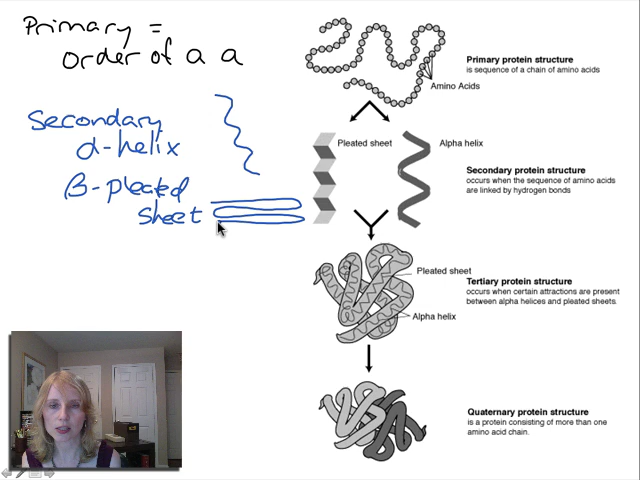 Primary =
order of a a
Secondary
α-helix
β-pleated
sheet
Primary protein structure
is sequence of a chain of amino acids
Amino Acids
Pleated sheet
Alpha helix
Secondary protein structure
occurs when the sequence of amino acids
are linked by hydrogen bonds
Pleated sheet
Tertiary protein structure
occurs when certain attractions are present
between alpha helices and pleated sheets.
Alpha helix
Quaternary protein structure
is a protein consisting of more than one
amino acid chain.